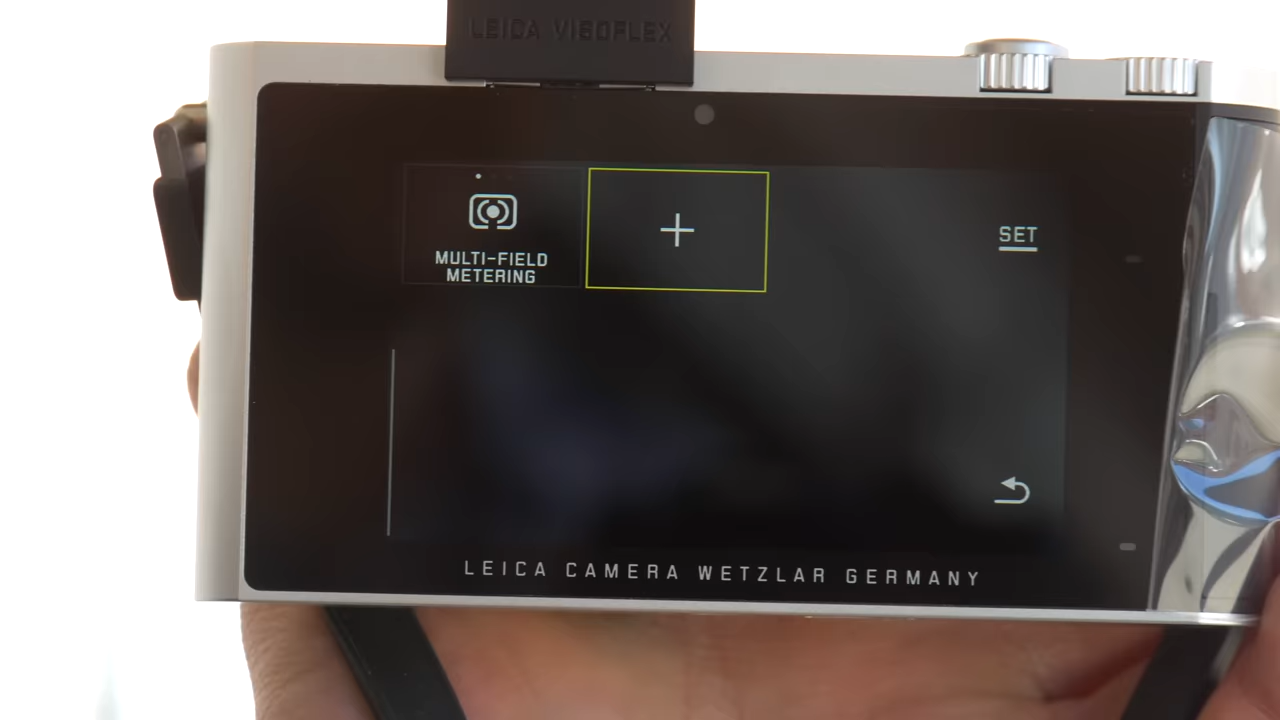 LEICA VISOFLEX
MULTI-FIELD
METERING
SET
LEICA CAMERA WETZLAR GERMANY